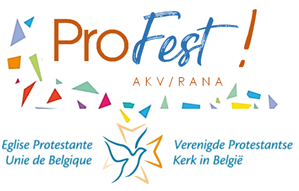 ProFest !
AKV/RANA
Eglise Protestante
Unie de Belgique
Verenigde Protestantse
Kerk in België